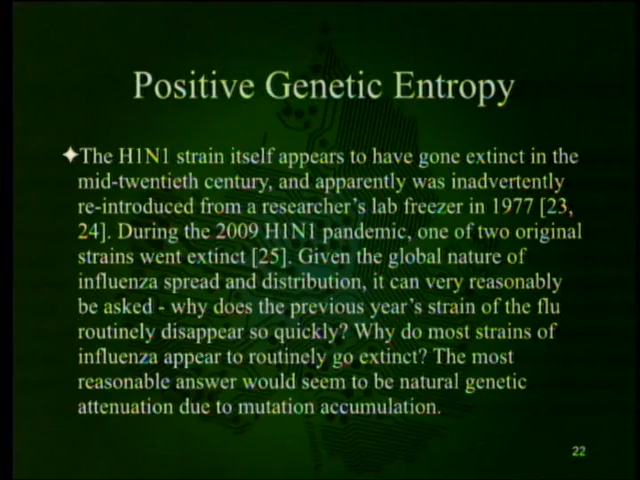 Positive Genetic Entropy
✦The H1N1 strain itself appears to have gone extinct in the
mid-twentieth century, and apparently was inadvertently
re-introduced from a researcher's lab freezer in 1977 [23,
24]. During the 2009 H1N1 pandemic, one of two original
strains went extinct [25]. Given the global nature of
influenza spread and distribution, it can very reasonably
be asked - why does the previous year's strain of the flu
routinely disappear so quickly? Why do most strains of
influenza appear to routinely go extinct? The most
reasonable answer would seem to be natural genetic
attenuation due to mutation accumulation.
22